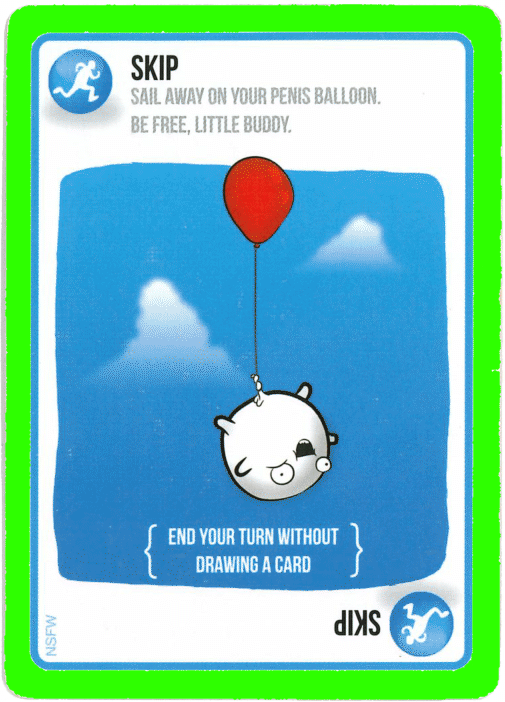 SKIP
SAIL AWAY ON YOUR PENIS BALLOON.
BE FREE, LITTLE BUDDY.
END YOUR TURN WITHOUT
DRAWING A CARD
SKIP
NSFW